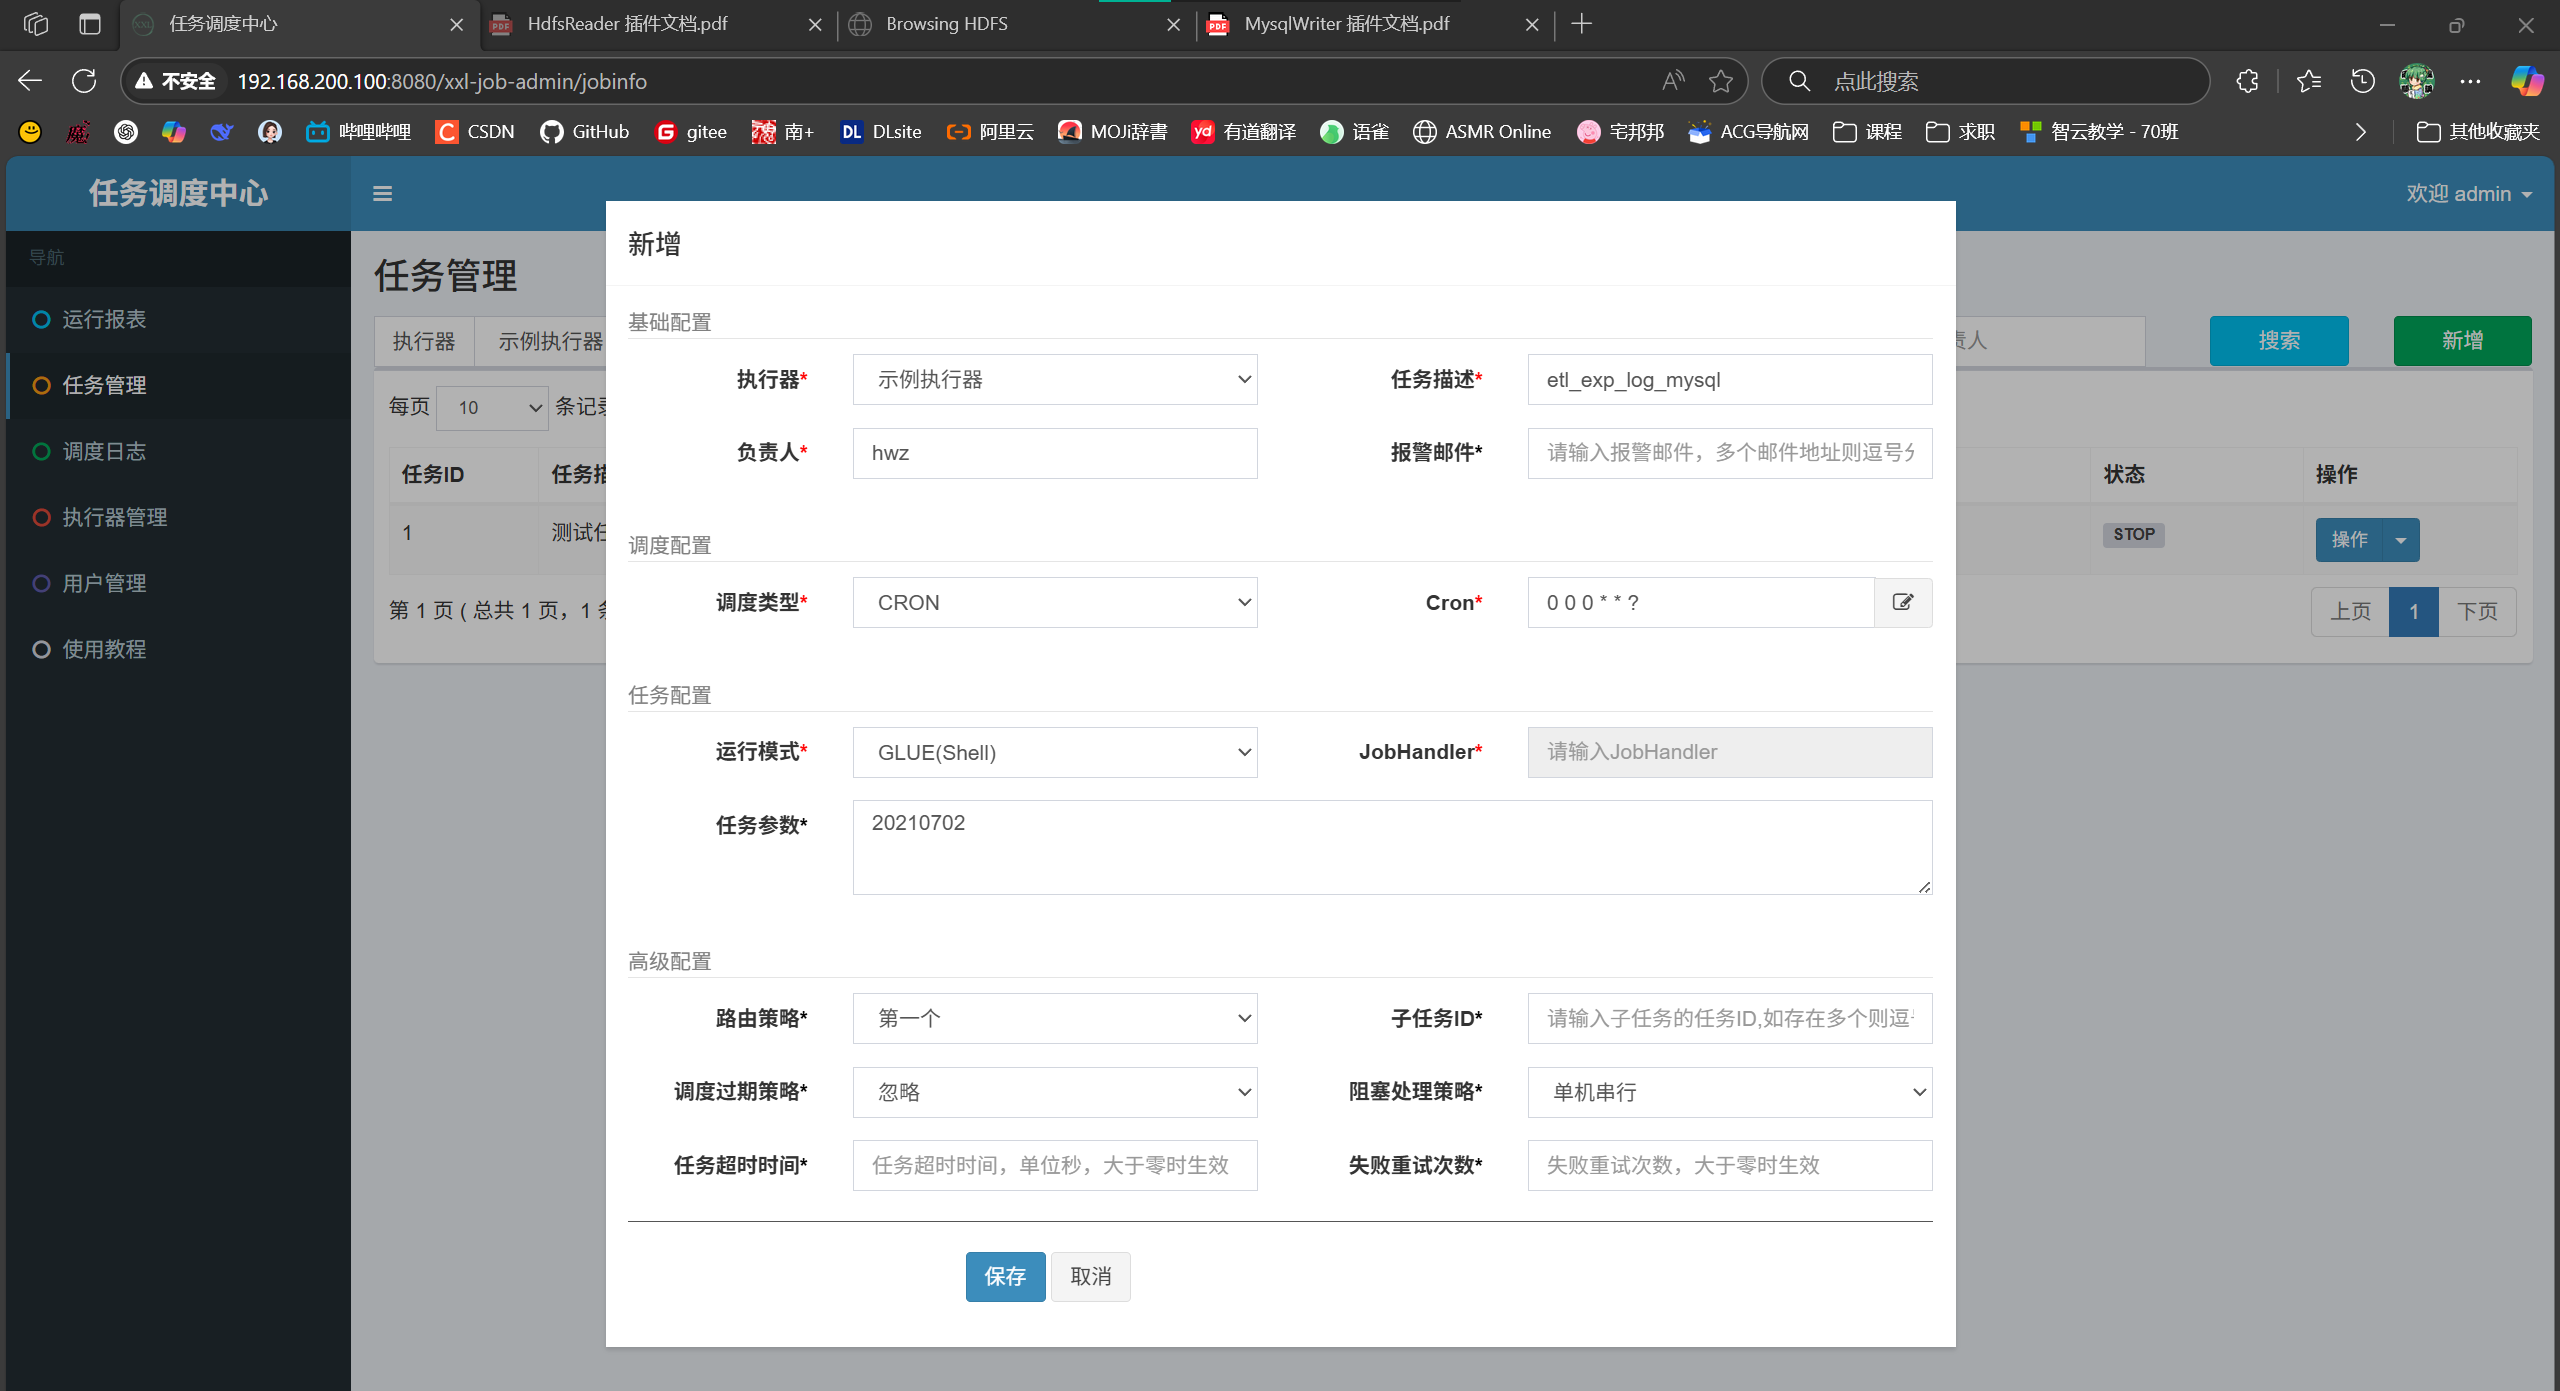 任务调度中心
HdfsReader 插件文档.pdf
Browsing HDFS
MysqlWriter 插件文档.pdf
不安全 192.168.200.100:8080/xxl-job-admin/jobinfo
点此搜索
哔哩哔哩 CSDN GitHub gitee 南+ DLsite 阿里云 MOJi辞書 有道翻译 语雀 ASMR Online 宅邦邦 ACG导航网 课程 求职 智云教学 - 70班 其他收藏夹
任务调度中心
欢迎 admin
导航
运行报表
任务管理
调度日志
执行器管理
用户管理
使用教程
任务管理
执行器 示例执行器
责人
搜索
新增
每页 10 条记录
任务ID 任务描 状态 操作
1 测试任 STOP 操作
第 1 页 ( 总共 1 页，1 条
上页 1 下页
新增
基础配置
执行器* 示例执行器 任务描述* etl_exp_log_mysql
负责人* hwz 报警邮件* 请输入报警邮件，多个邮件地址则逗号分
调度配置
调度类型* CRON Cron* 0 0 0 * * ?
任务配置
运行模式* GLUE(Shell) JobHandler* 请输入JobHandler
任务参数* 20210702
高级配置
路由策略* 第一个 子任务ID* 请输入子任务的任务ID,如存在多个则逗号
调度过期策略* 忽略 阻塞处理策略* 单机串行
任务超时时间* 任务超时时间，单位秒，大于零时生效 失败重试次数* 失败重试次数，大于零时生效
保存 取消